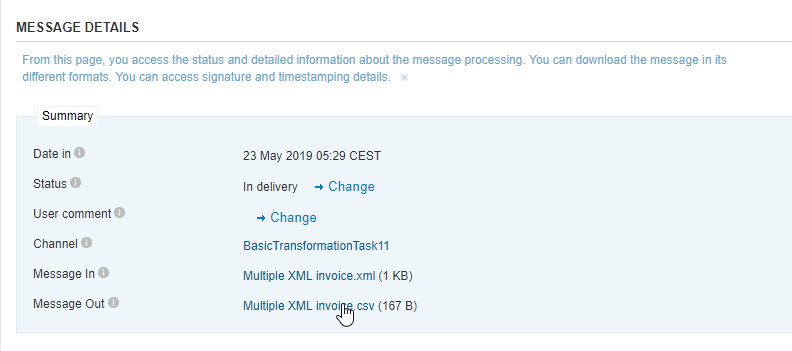 MESSAGE DETAILS
From this page, you access the status and detailed information about the message processing. You can download the message in its
different formats. You can access signature and timestamping details. ×
Summary
Date in 23 May 2019 05:29 CEST
Status In delivery → Change
User comment → Change
Channel BasicTransformationTask11
Message In Multiple XML invoice.xml (1 KB)
Message Out Multiple XML invoice.csv (167 B)